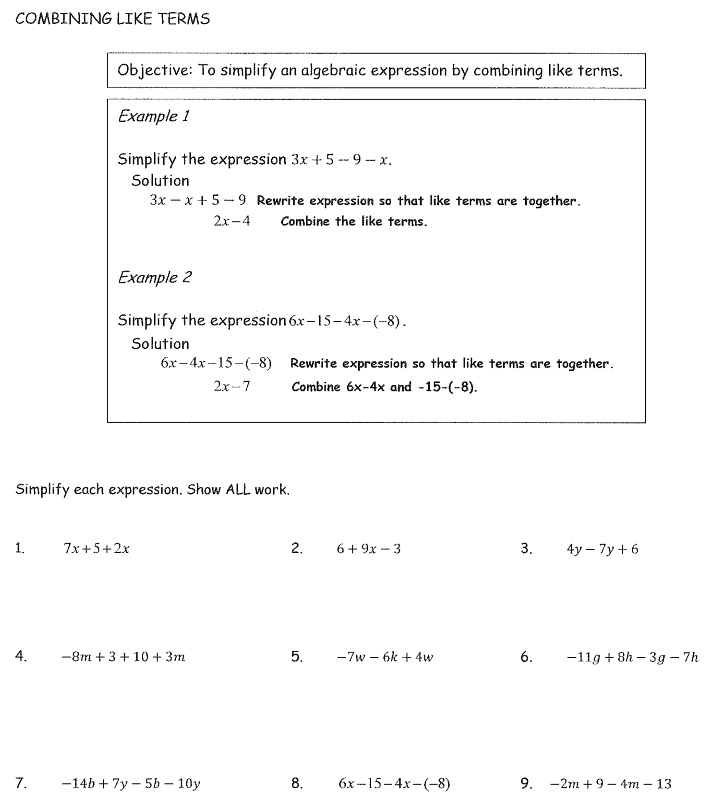 COMBINING LIKE TERMS
Objective: To simplify an algebraic expression by combining like terms.
Example 1
Simplify the expression 3x + 5 − 9 − x.
Solution
3x − x + 5 − 9 Rewrite expression so that like terms are together.
2x − 4 Combine the like terms.
Example 2
Simplify the expression 6x−15−4x−(−8).
Solution
6x−4x−15−(−8) Rewrite expression so that like terms are together.
2x − 7 Combine 6x-4x and -15-(-8).
Simplify each expression. Show ALL work.
1. 7x+5+2x 2. 6 + 9x − 3 3. 4y − 7y + 6
4. −8m + 3 + 10 + 3m 5. −7w − 6k + 4w 6. −11g + 8h − 3g − 7h
7. −14b + 7y − 5b − 10y 8. 6x−15−4x−(−8) 9. −2m + 9 − 4m − 13